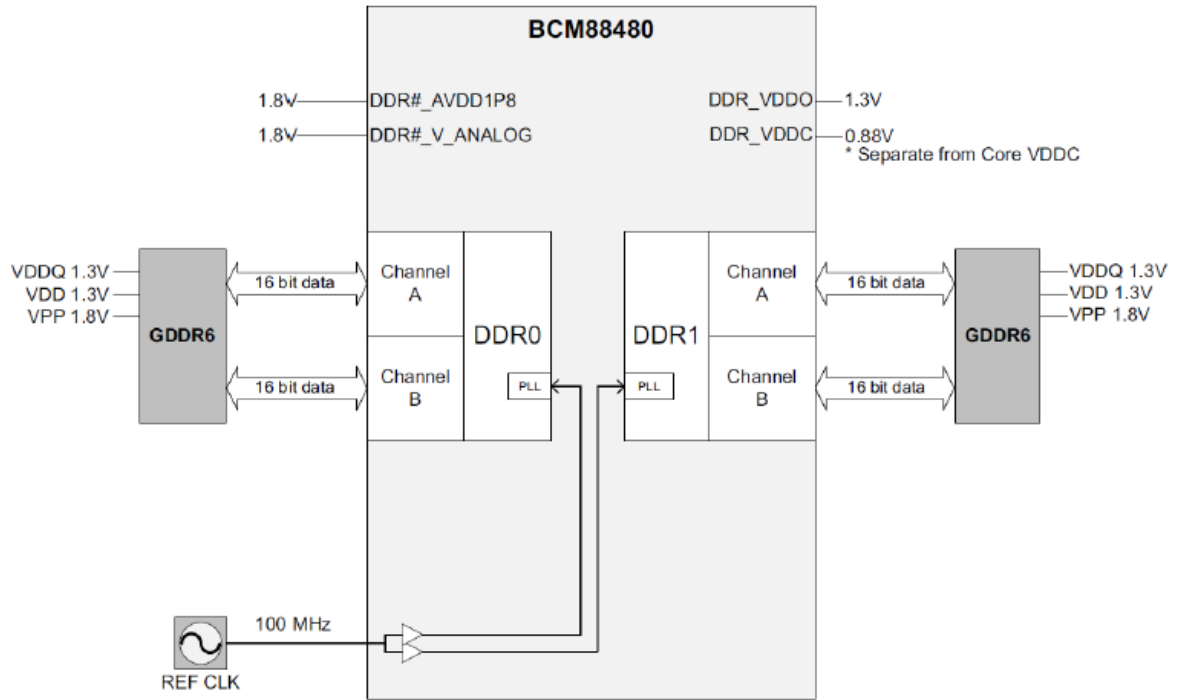 BCM88480
1.8V
DDR#_AVDD1P8
DDR_VDDO
1.3V
1.8V
DDR#_V_ANALOG
DDR_VDDC
0.88V
* Separate from Core VDDC
VDDQ 1.3V
VDD 1.3V
VPP 1.8V
GDDR6
16 bit data
16 bit data
Channel
A
Channel
B
DDR0
PLL
DDR1
PLL
Channel
A
Channel
B
16 bit data
16 bit data
GDDR6
VDDQ 1.3V
VDD 1.3V
VPP 1.8V
100 MHz
REF CLK